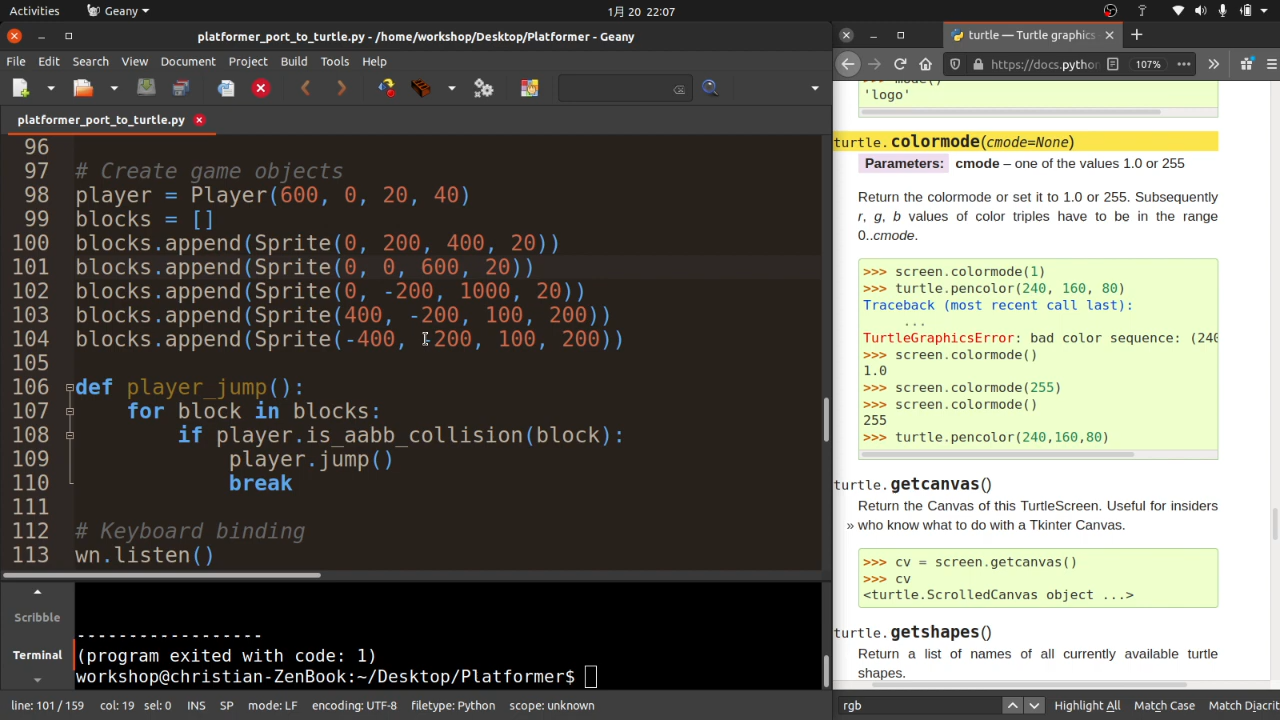 Activities
Geany
1月 20 22:07
platformer_port_to_turtle.py - /home/workshop/Desktop/Platformer - Geany
File Edit Search View Document Project Build Tools Help
platformer_port_to_turtle.py
96
97 # Create game objects
98 player = Player(600, 0, 20, 40)
99 blocks = []
100 blocks.append(Sprite(0, 200, 400, 20))
101 blocks.append(Sprite(0, 0, 600, 20))
102 blocks.append(Sprite(0, -200, 1000, 20))
103 blocks.append(Sprite(400, -200, 100, 200))
104 blocks.append(Sprite(-400, -200, 100, 200))
105
106 def player_jump():
107 for block in blocks:
108 if player.is_aabb_collision(block):
109 player.jump()
110 break
111
112 # Keyboard binding
113 wn.listen()
Scribble
Terminal
------------------
(program exited with code: 1)
workshop@christian-ZenBook:~/Desktop/Platformer$
line: 101 / 159 col: 19 sel: 0 INS SP mode: LF encoding: UTF-8 filetype: Python scope: unknown
turtle — Turtle graphics
https://docs.python
107%
'logo'
turtle.colormode(cmode=None)
Parameters: cmode – one of the values 1.0 or 255
Return the colormode or set it to 1.0 or 255. Subsequently
r, g, b values of color triples have to be in the range
0..cmode.
>>> screen.colormode(1)
>>> turtle.pencolor(240, 160, 80)
Traceback (most recent call last):
...
TurtleGraphicsError: bad color sequence: (240
>>> screen.colormode()
1.0
>>> screen.colormode(255)
>>> screen.colormode()
255
>>> turtle.pencolor(240,160,80)
turtle.getcanvas()
Return the Canvas of this TurtleScreen. Useful for insiders
» who know what to do with a Tkinter Canvas.
>>> cv = screen.getcanvas()
>>> cv
<turtle.ScrolledCanvas object ...>
turtle.getshapes()
Return a list of names of all currently available turtle
shapes.
rgb
Highlight All Match Case Match Diacrit